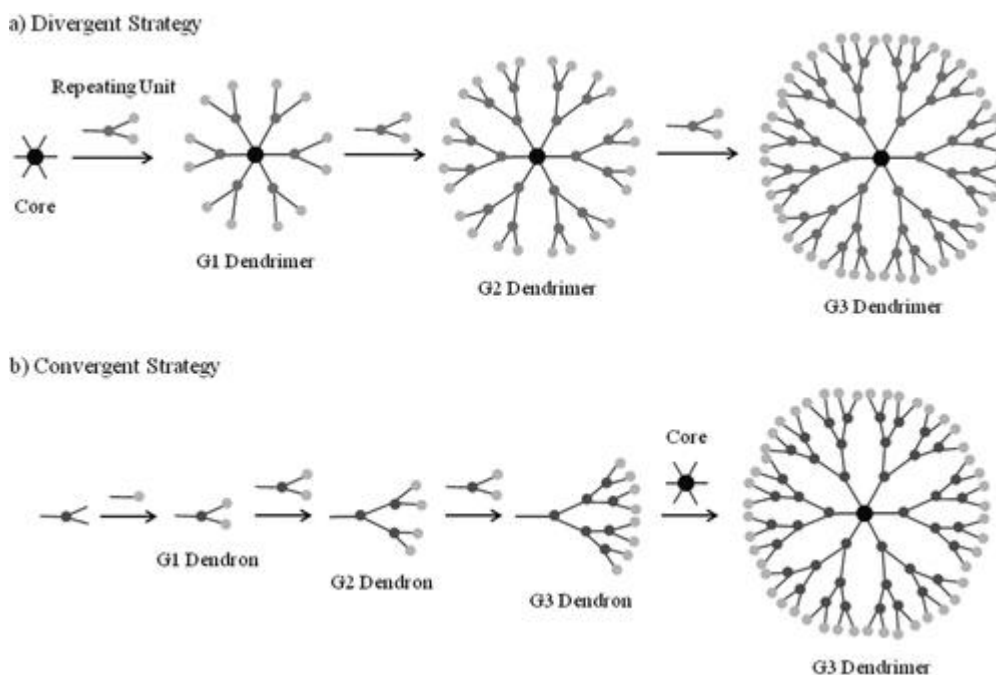 a) Divergent Strategy
Repeating Unit
Core
G1 Dendrimer
G2 Dendrimer
G3 Dendrimer
b) Convergent Strategy
Core
G1 Dendron
G2 Dendron
G3 Dendron
G3 Dendrimer